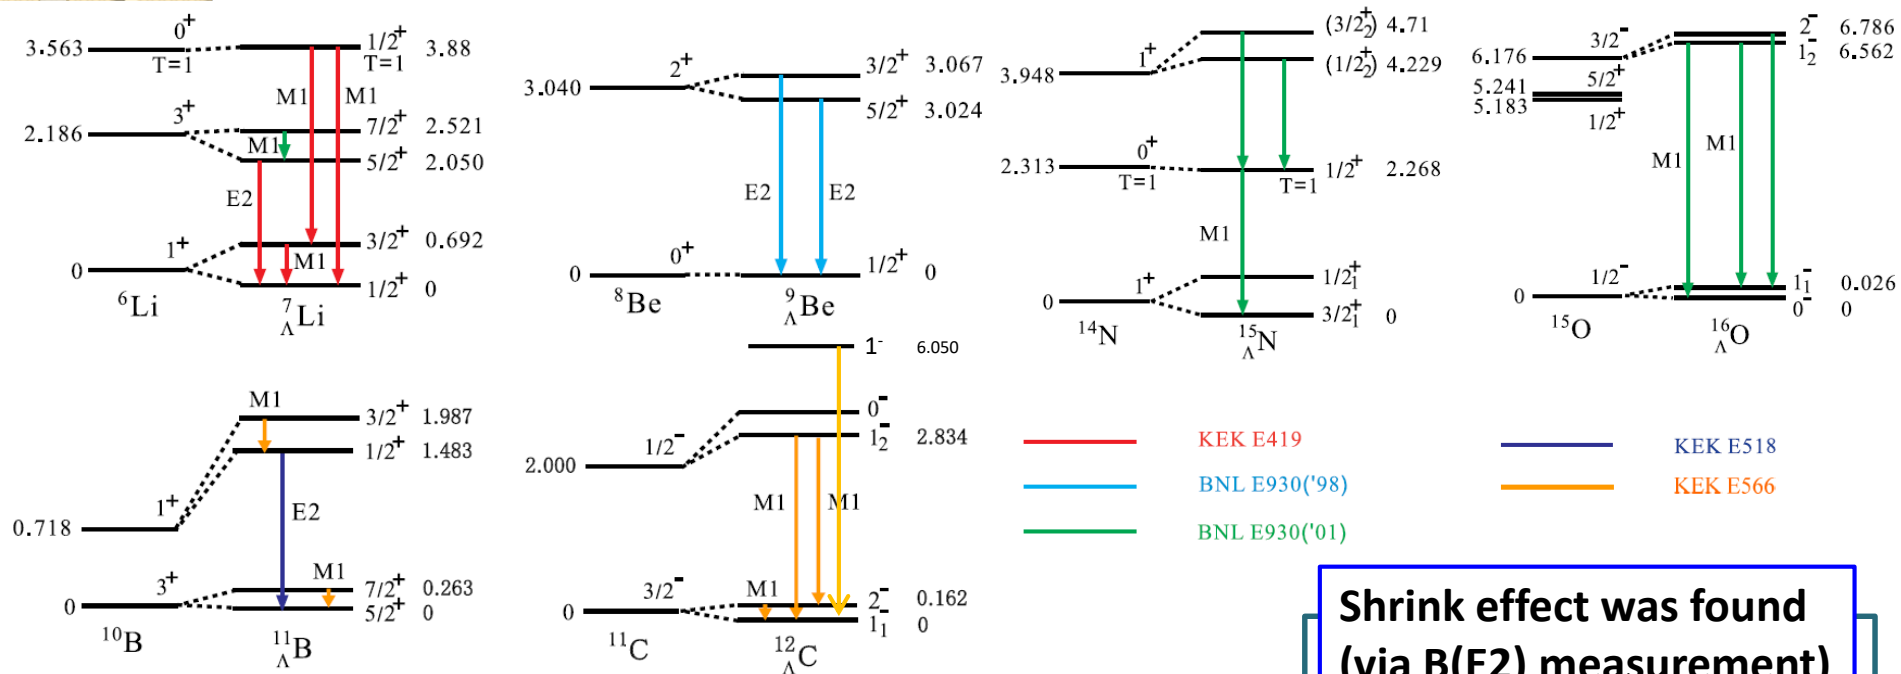 0+
3.563
T=1
1/2+ 3.88
T=1
M1 M1
3+
2.186
7/2+ 2.521
M1
5/2+ 2.050
E2
1+
3/2+ 0.692
0
M1
1/2+ 0
6Li
7ΛLi
3.040
2+
3/2+ 3.067
5/2+ 3.024
E2 E2
0+
0
1/2+ 0
8Be
9ΛBe
(3/2+2) 4.71
1+
3.948
(1/2+2) 4.229
0+
2.313
T=1
1/2+ 2.268
T=1
M1
1+
0
1/2+1
3/2+1 0
14N
15ΛN
2- 6.786
3/2-
1-2 6.562
6.176
5.241 5/2+
5.183
1/2+
M1 M1
1/2-
0
1-1 0.026
0- 0
15O
16ΛO
M1
3/2+ 1.987
1/2+ 1.483
1+
0.718
E2
3+
0
M1
7/2+ 0.263
5/2+ 0
10B
11ΛB
1- 6.050
0-
1/2-
1-2 2.834
2.000
M1 M1
3/2-
0
M1
2- 0.162
1-1 0
11C
12ΛC
KEK E419
BNL E930('98)
BNL E930('01)
KEK E518
KEK E566
Shrink effect was found
(via B(E2) measurement)